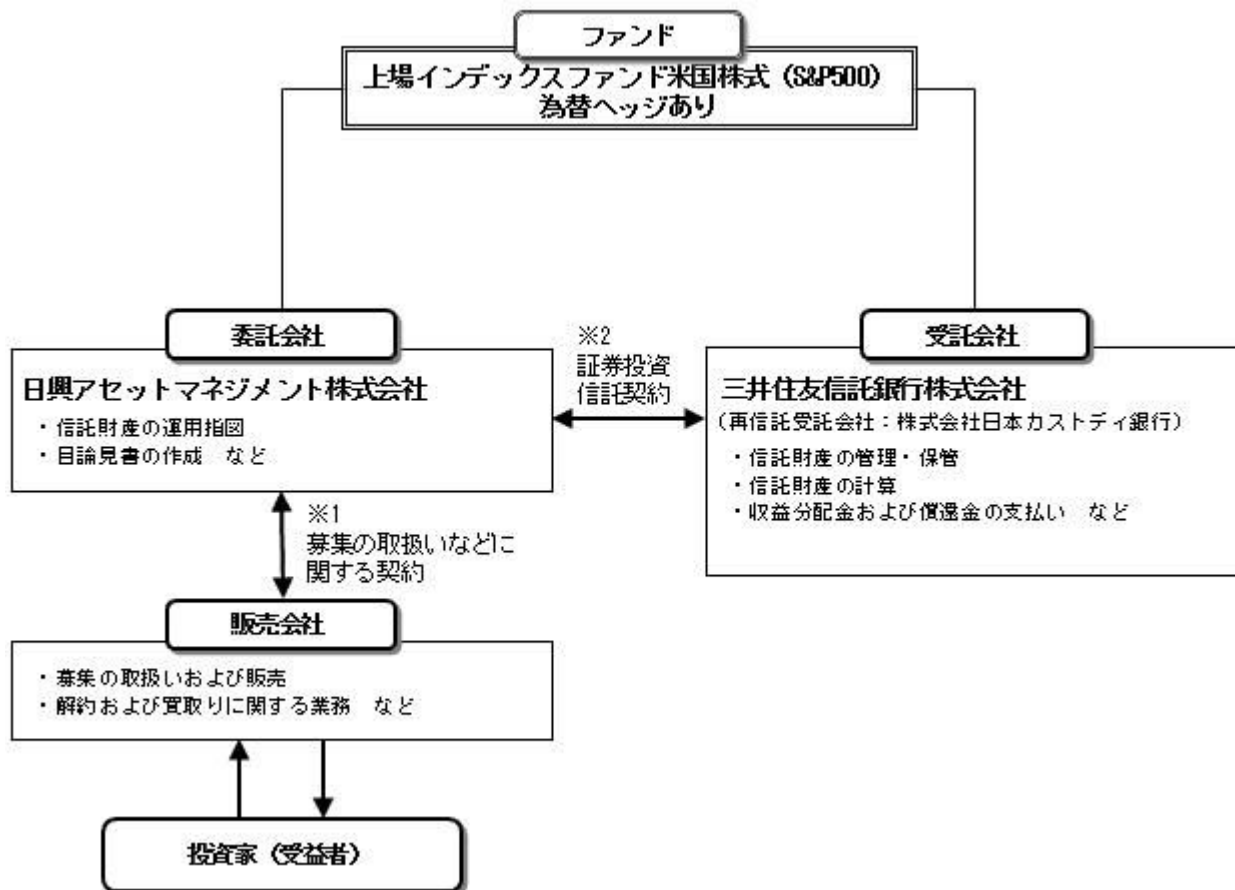 ファンド
上場インデックスファンド米国株式（S&P500）
為替ヘッジあり
委託会社
日興アセットマネジメント株式会社
・信託財産の運用指図
・目論見書の作成　など
※2
証券投資
信託契約
受託会社
三井住友信託銀行株式会社
（再信託受託会社：株式会社日本カストディ銀行）
・信託財産の管理・保管
・信託財産の計算
・収益分配金および償還金の支払い　など
※1
募集の取扱いなどに
関する契約
販売会社
・募集の取扱いおよび販売
・解約および買取りに関する業務　など
投資家（受益者）